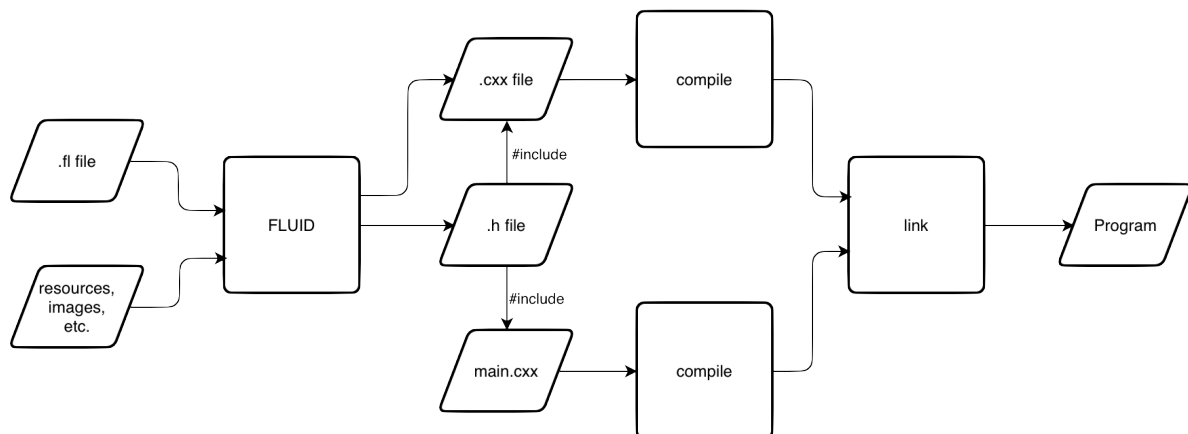 .cxx file
compile
.fl file
#include
FLUID
.h file
link
Program
resources,
images,
etc.
#include
main.cxx
compile